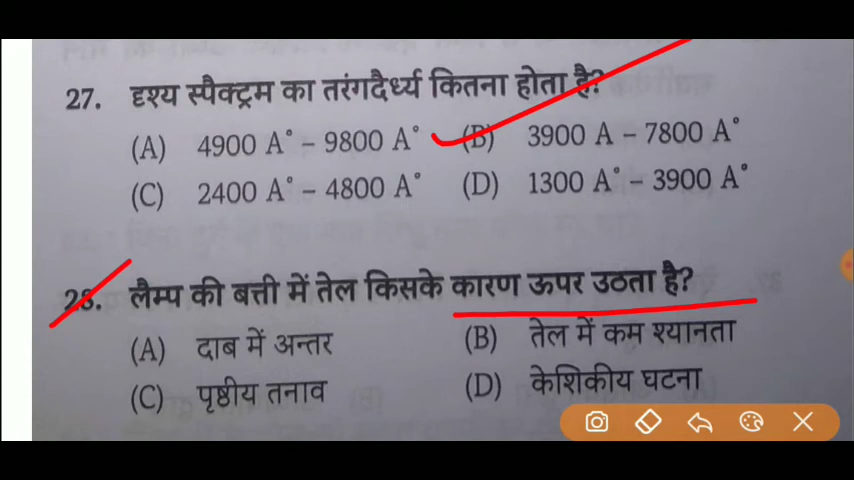 27. दृश्य स्पैक्ट्रम का तरंगदैर्ध्य कितना होता है?
(A) 4900 A° – 9800 A° (B) 3900 A – 7800 A°
(C) 2400 A° – 4800 A° (D) 1300 A° – 3900 A°
28. लैम्प की बत्ती में तेल किसके कारण ऊपर उठता है?
(A) दाब में अन्तर (B) तेल में कम श्यानता
(C) पृष्ठीय तनाव (D) केशिकीय घटना